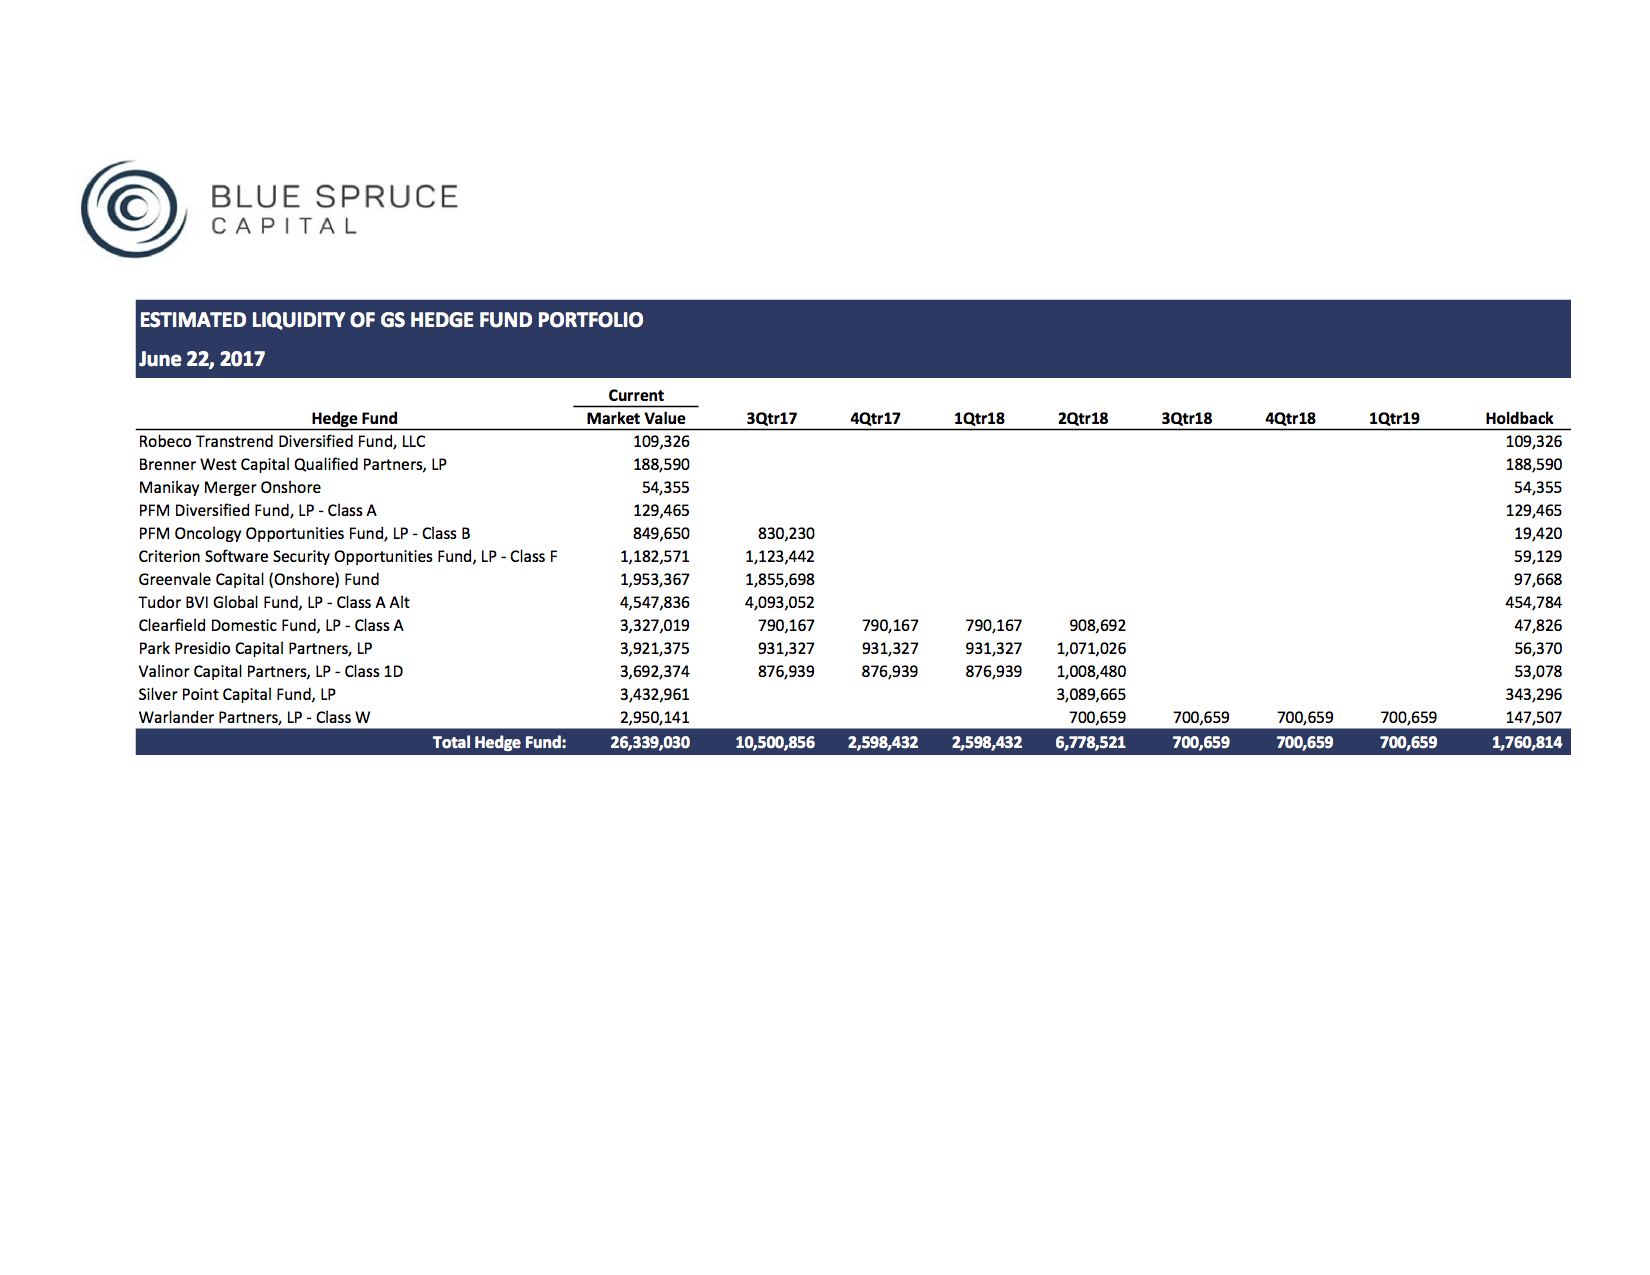 BLUE SPRUCE
CAPITAL
ESTIMATED LIQUIDITY OF GS HEDGE FUND PORTFOLIO
June 22, 2017
Current
Hedge Fund Market Value 3Qtr17 4Qtr17 1Qtr18 2Qtr18 3Qtr18 4Qtr18 1Qtr19 Holdback
Robeco Transtrend Diversified Fund, LLC 109,326 109,326
Brenner West Capital Qualified Partners, LP 188,590 188,590
Manikay Merger Onshore 54,355 54,355
PFM Diversified Fund, LP - Class A 129,465 129,465
PFM Oncology Opportunities Fund, LP - Class B 849,650 830,230 19,420
Criterion Software Security Opportunities Fund, LP - Class F 1,182,571 1,123,442 59,129
Greenvale Capital (Onshore) Fund 1,953,367 1,855,698 97,668
Tudor BVI Global Fund, LP - Class A Alt 4,547,836 4,093,052 454,784
Clearfield Domestic Fund, LP - Class A 3,327,019 790,167 790,167 790,167 908,692 47,826
Park Presidio Capital Partners, LP 3,921,375 931,327 931,327 931,327 1,071,026 56,370
Valinor Capital Partners, LP - Class 1D 3,692,374 876,939 876,939 876,939 1,008,480 53,078
Silver Point Capital Fund, LP 3,432,961 3,089,665 343,296
Warlander Partners, LP - Class W 2,950,141 700,659 700,659 700,659 700,659 147,507
Total Hedge Fund: 26,339,030 10,500,856 2,598,432 2,598,432 6,778,521 700,659 700,659 700,659 1,760,814